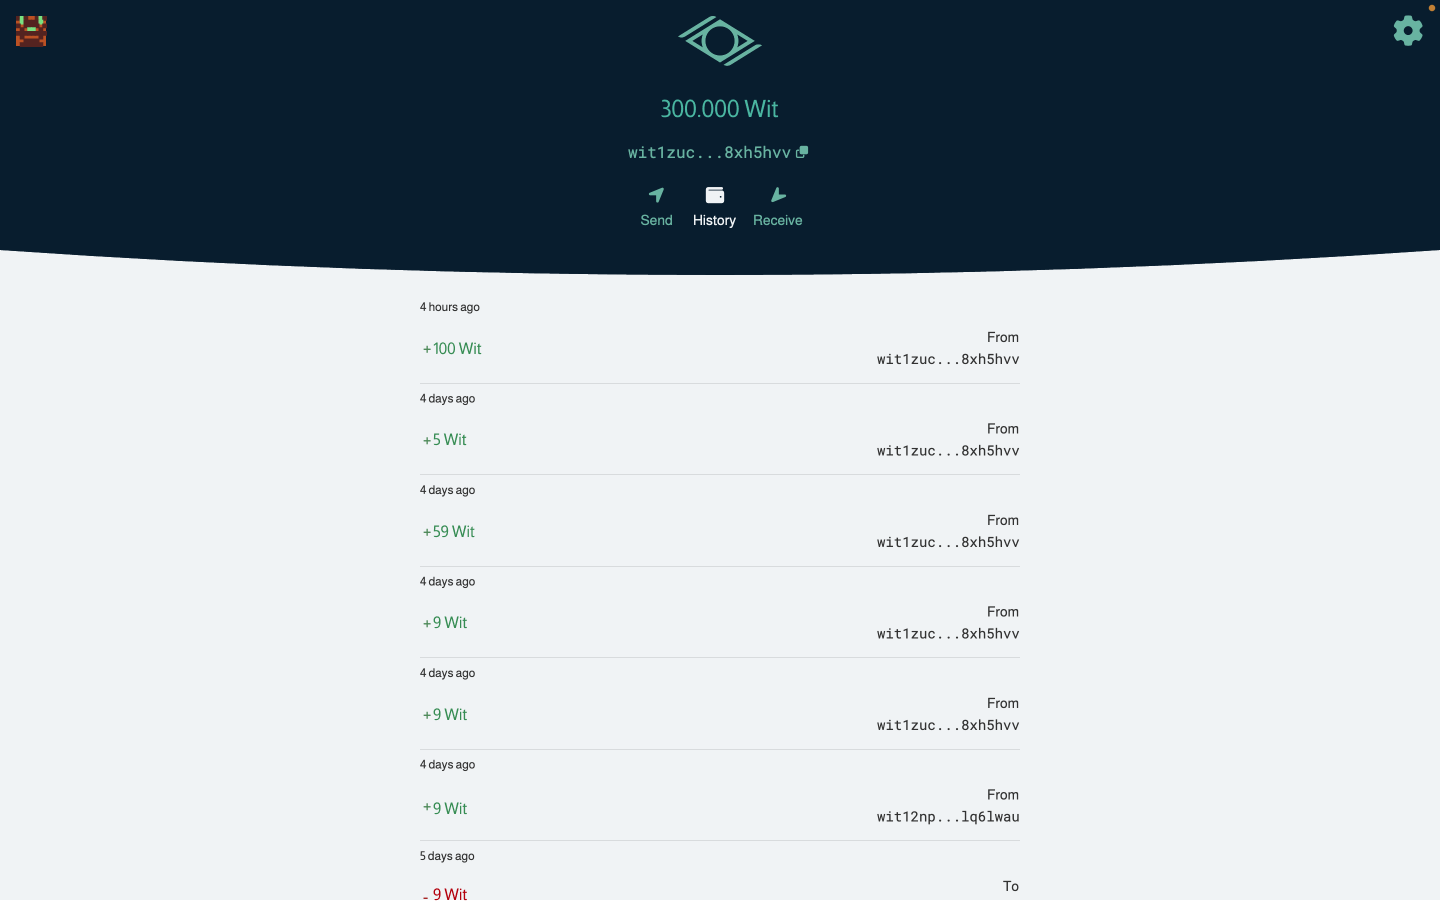 300.000 Wit
wit1zuc...8xh5hvv
Send History Receive
4 hours ago
+100 Wit
From
wit1zuc...8xh5hvv
4 days ago
+5 Wit
From
wit1zuc...8xh5hvv
4 days ago
+59 Wit
From
wit1zuc...8xh5hvv
4 days ago
+9 Wit
From
wit1zuc...8xh5hvv
4 days ago
+9 Wit
From
wit1zuc...8xh5hvv
4 days ago
+9 Wit
From
wit12np...lq6lwau
5 days ago
- 9 Wit
To